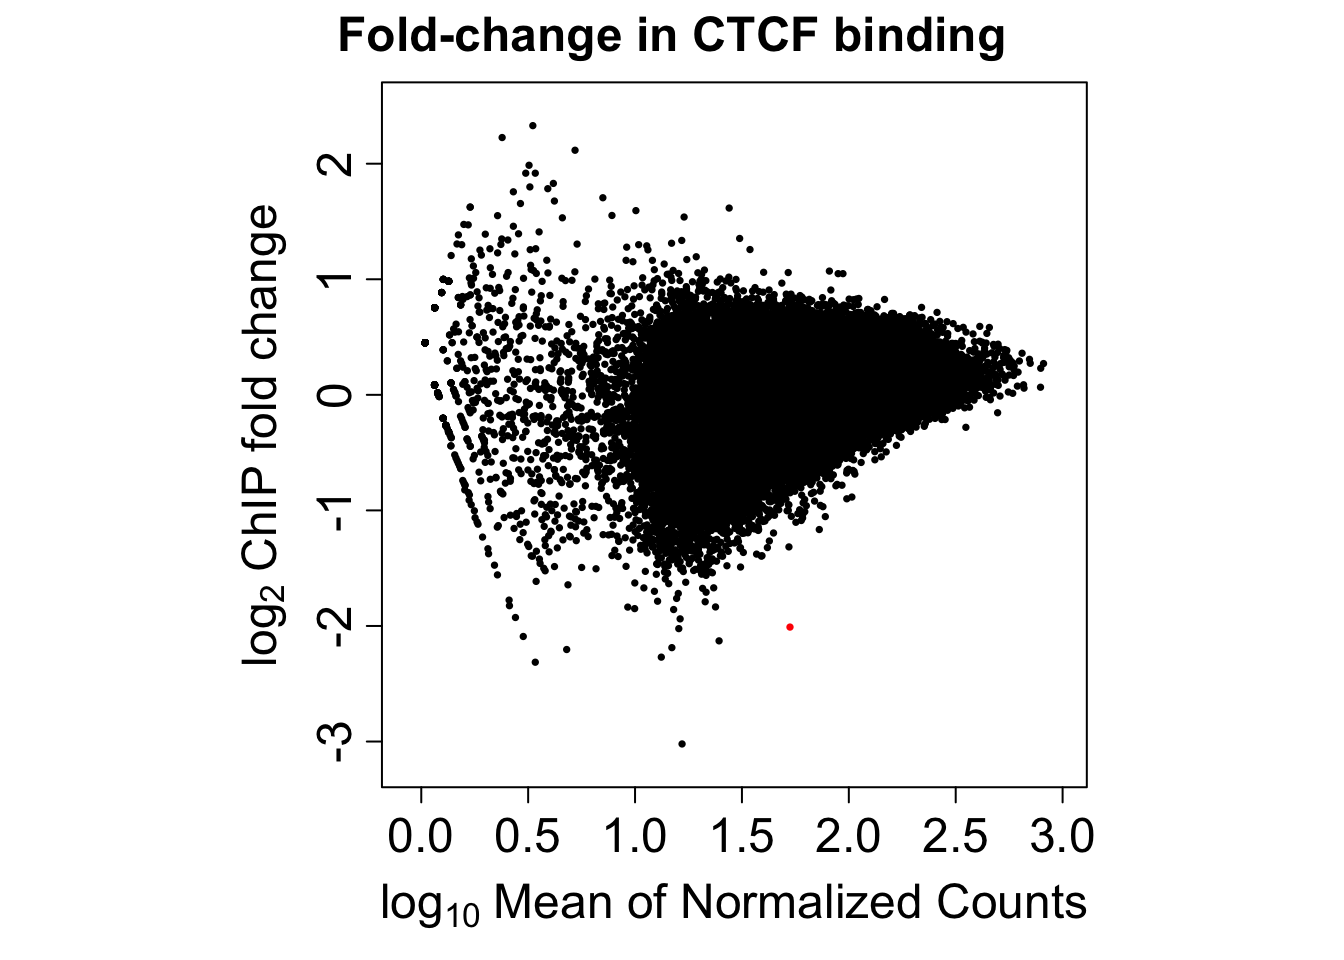 Fold-change in CTCF binding
log₂ ChIP fold change
2
1
0
-1
-2
-3
0.0 0.5 1.0 1.5 2.0 2.5 3.0
log₁₀ Mean of Normalized Counts